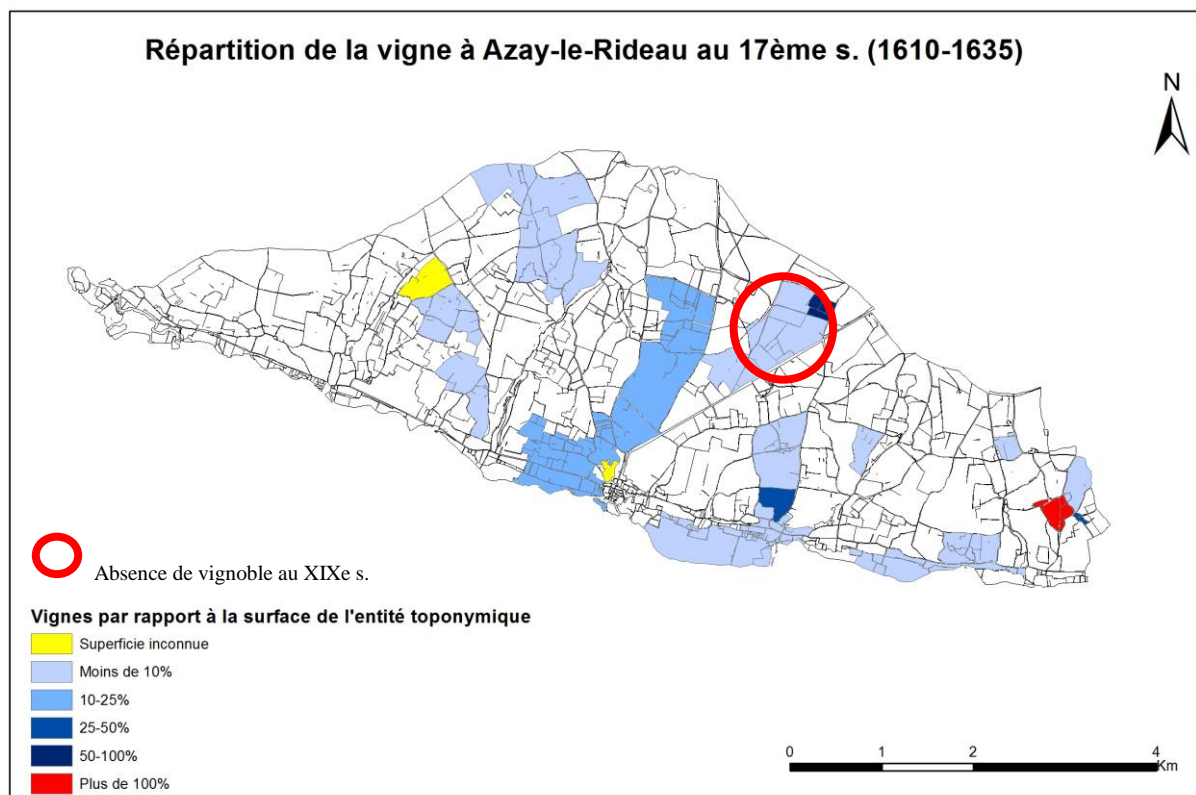 Répartition de la vigne à Azay-le-Rideau au 17ème s. (1610-1635)
N
Absence de vignoble au XIXe s.
Vignes par rapport à la surface de l'entité toponymique
Superficie inconnue
Moins de 10%
10-25%
25-50%
50-100%
Plus de 100%
0 1 2 4
Km